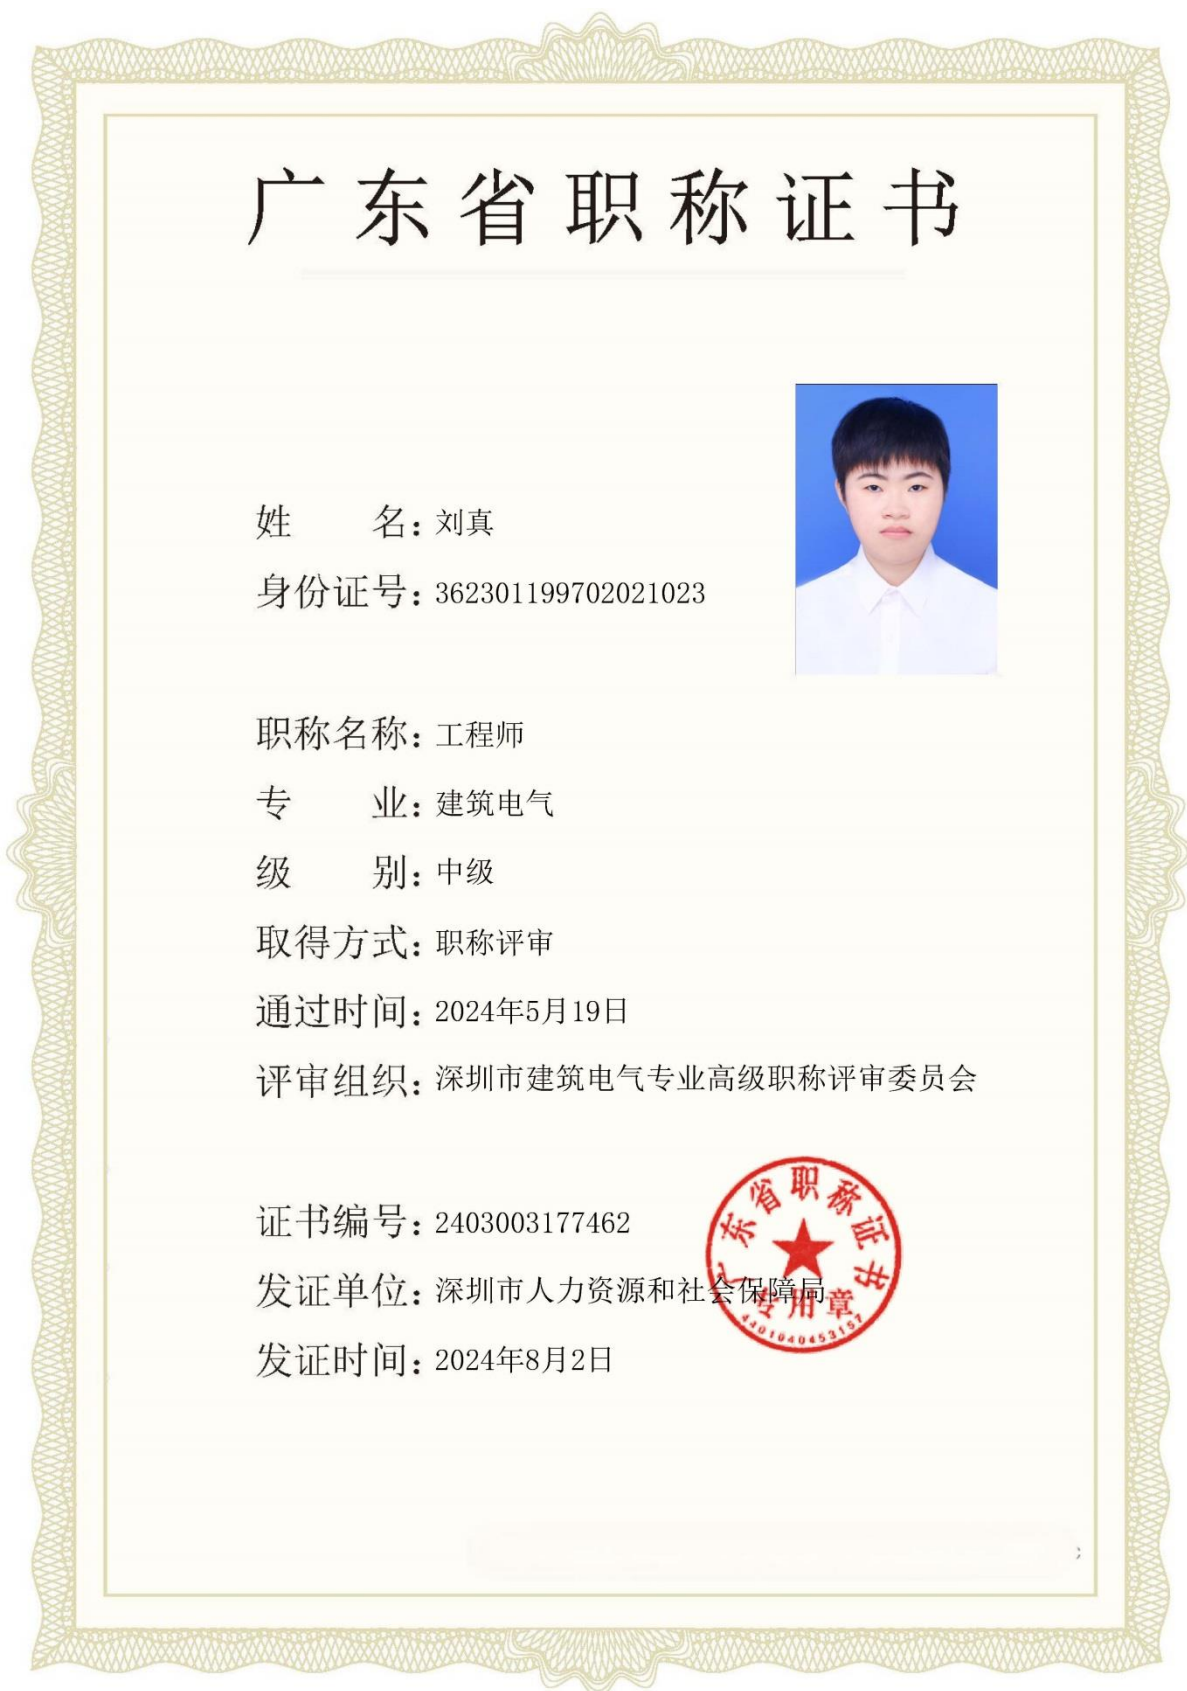 广东省职称证书
姓名：刘真
身份证号：362301199702021023
职称名称：工程师
专业：建筑电气
级别：中级
取得方式：职称评审
通过时间：2024年5月19日
评审组织：深圳市建筑电气专业高级职称评审委员会
证书编号：2403003177462
发证单位：深圳市人力资源和社会保障局
发证时间：2024年8月2日
广东省职称证书
专用章
4401040453157